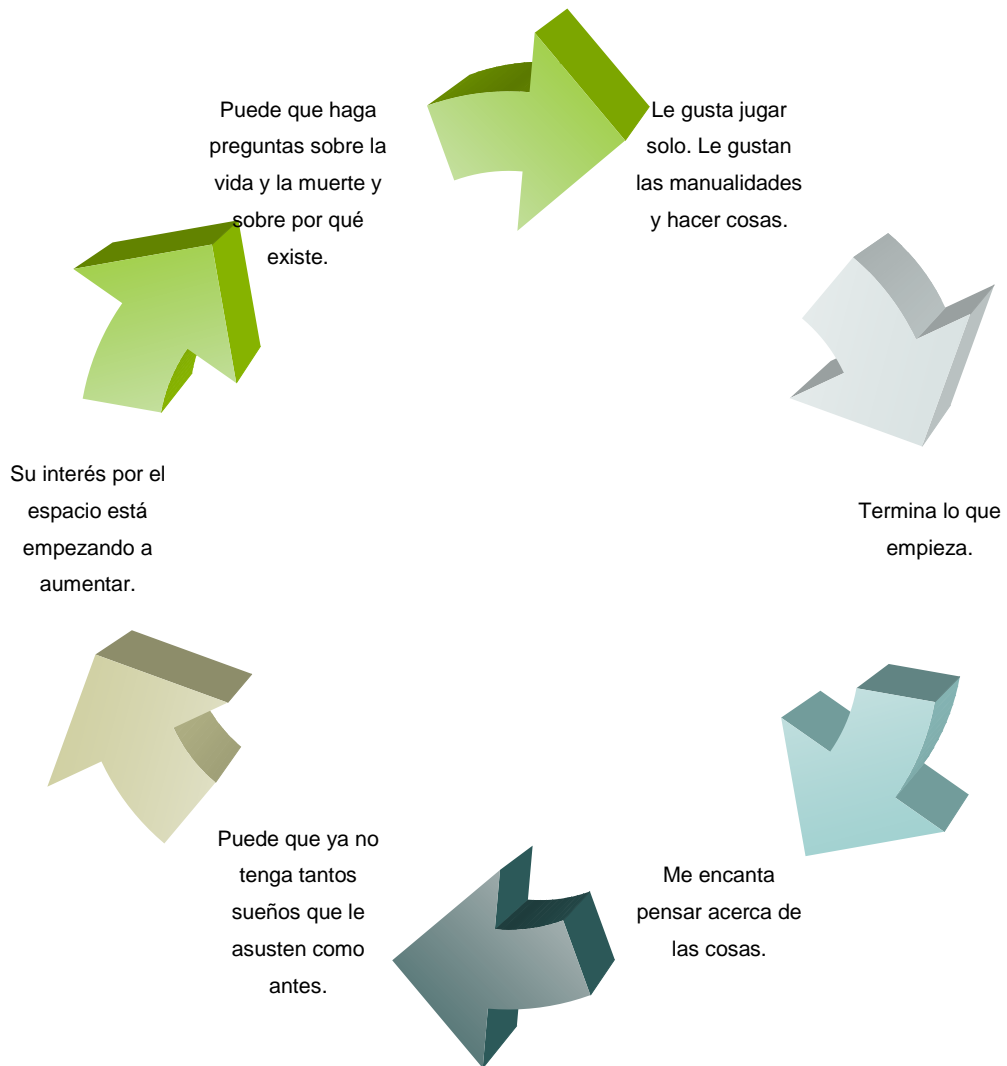 Puede que haga
preguntas sobre la
vida y la muerte y
sobre por qué
existe.
Le gusta jugar
solo. Le gustan
las manualidades
y hacer cosas.
Termina lo que
empieza.
Me encanta
pensar acerca de
las cosas.
Puede que ya no
tenga tantos
sueños que le
asusten como
antes.
Su interés por el
espacio está
empezando a
aumentar.